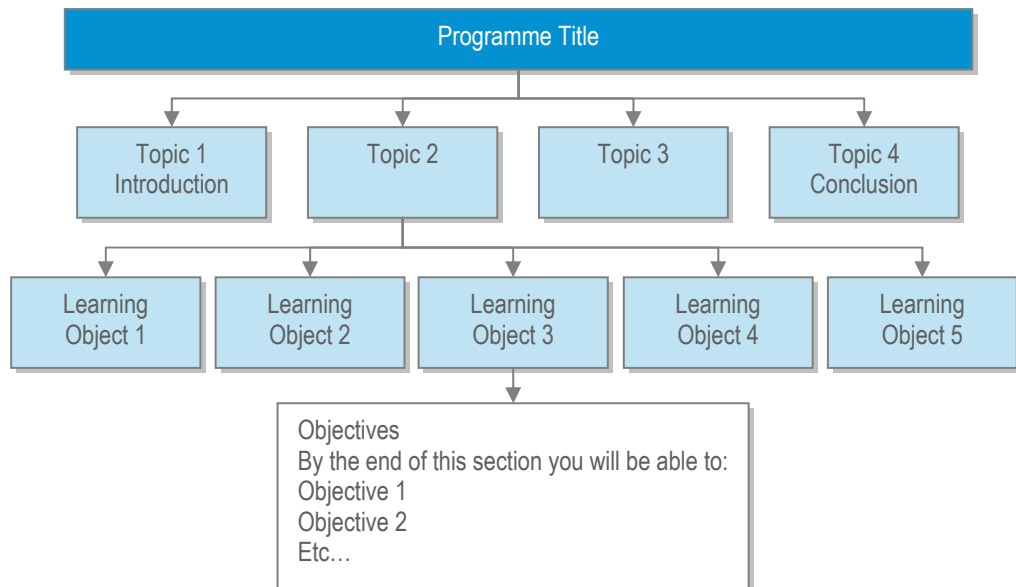 Programme Title
Topic 1
Introduction
Topic 2
Topic 3
Topic 4
Conclusion
Learning
Object 1
Learning
Object 2
Learning
Object 3
Learning
Object 4
Learning
Object 5
Objectives
By the end of this section you will be able to:
Objective 1
Objective 2
Etc…